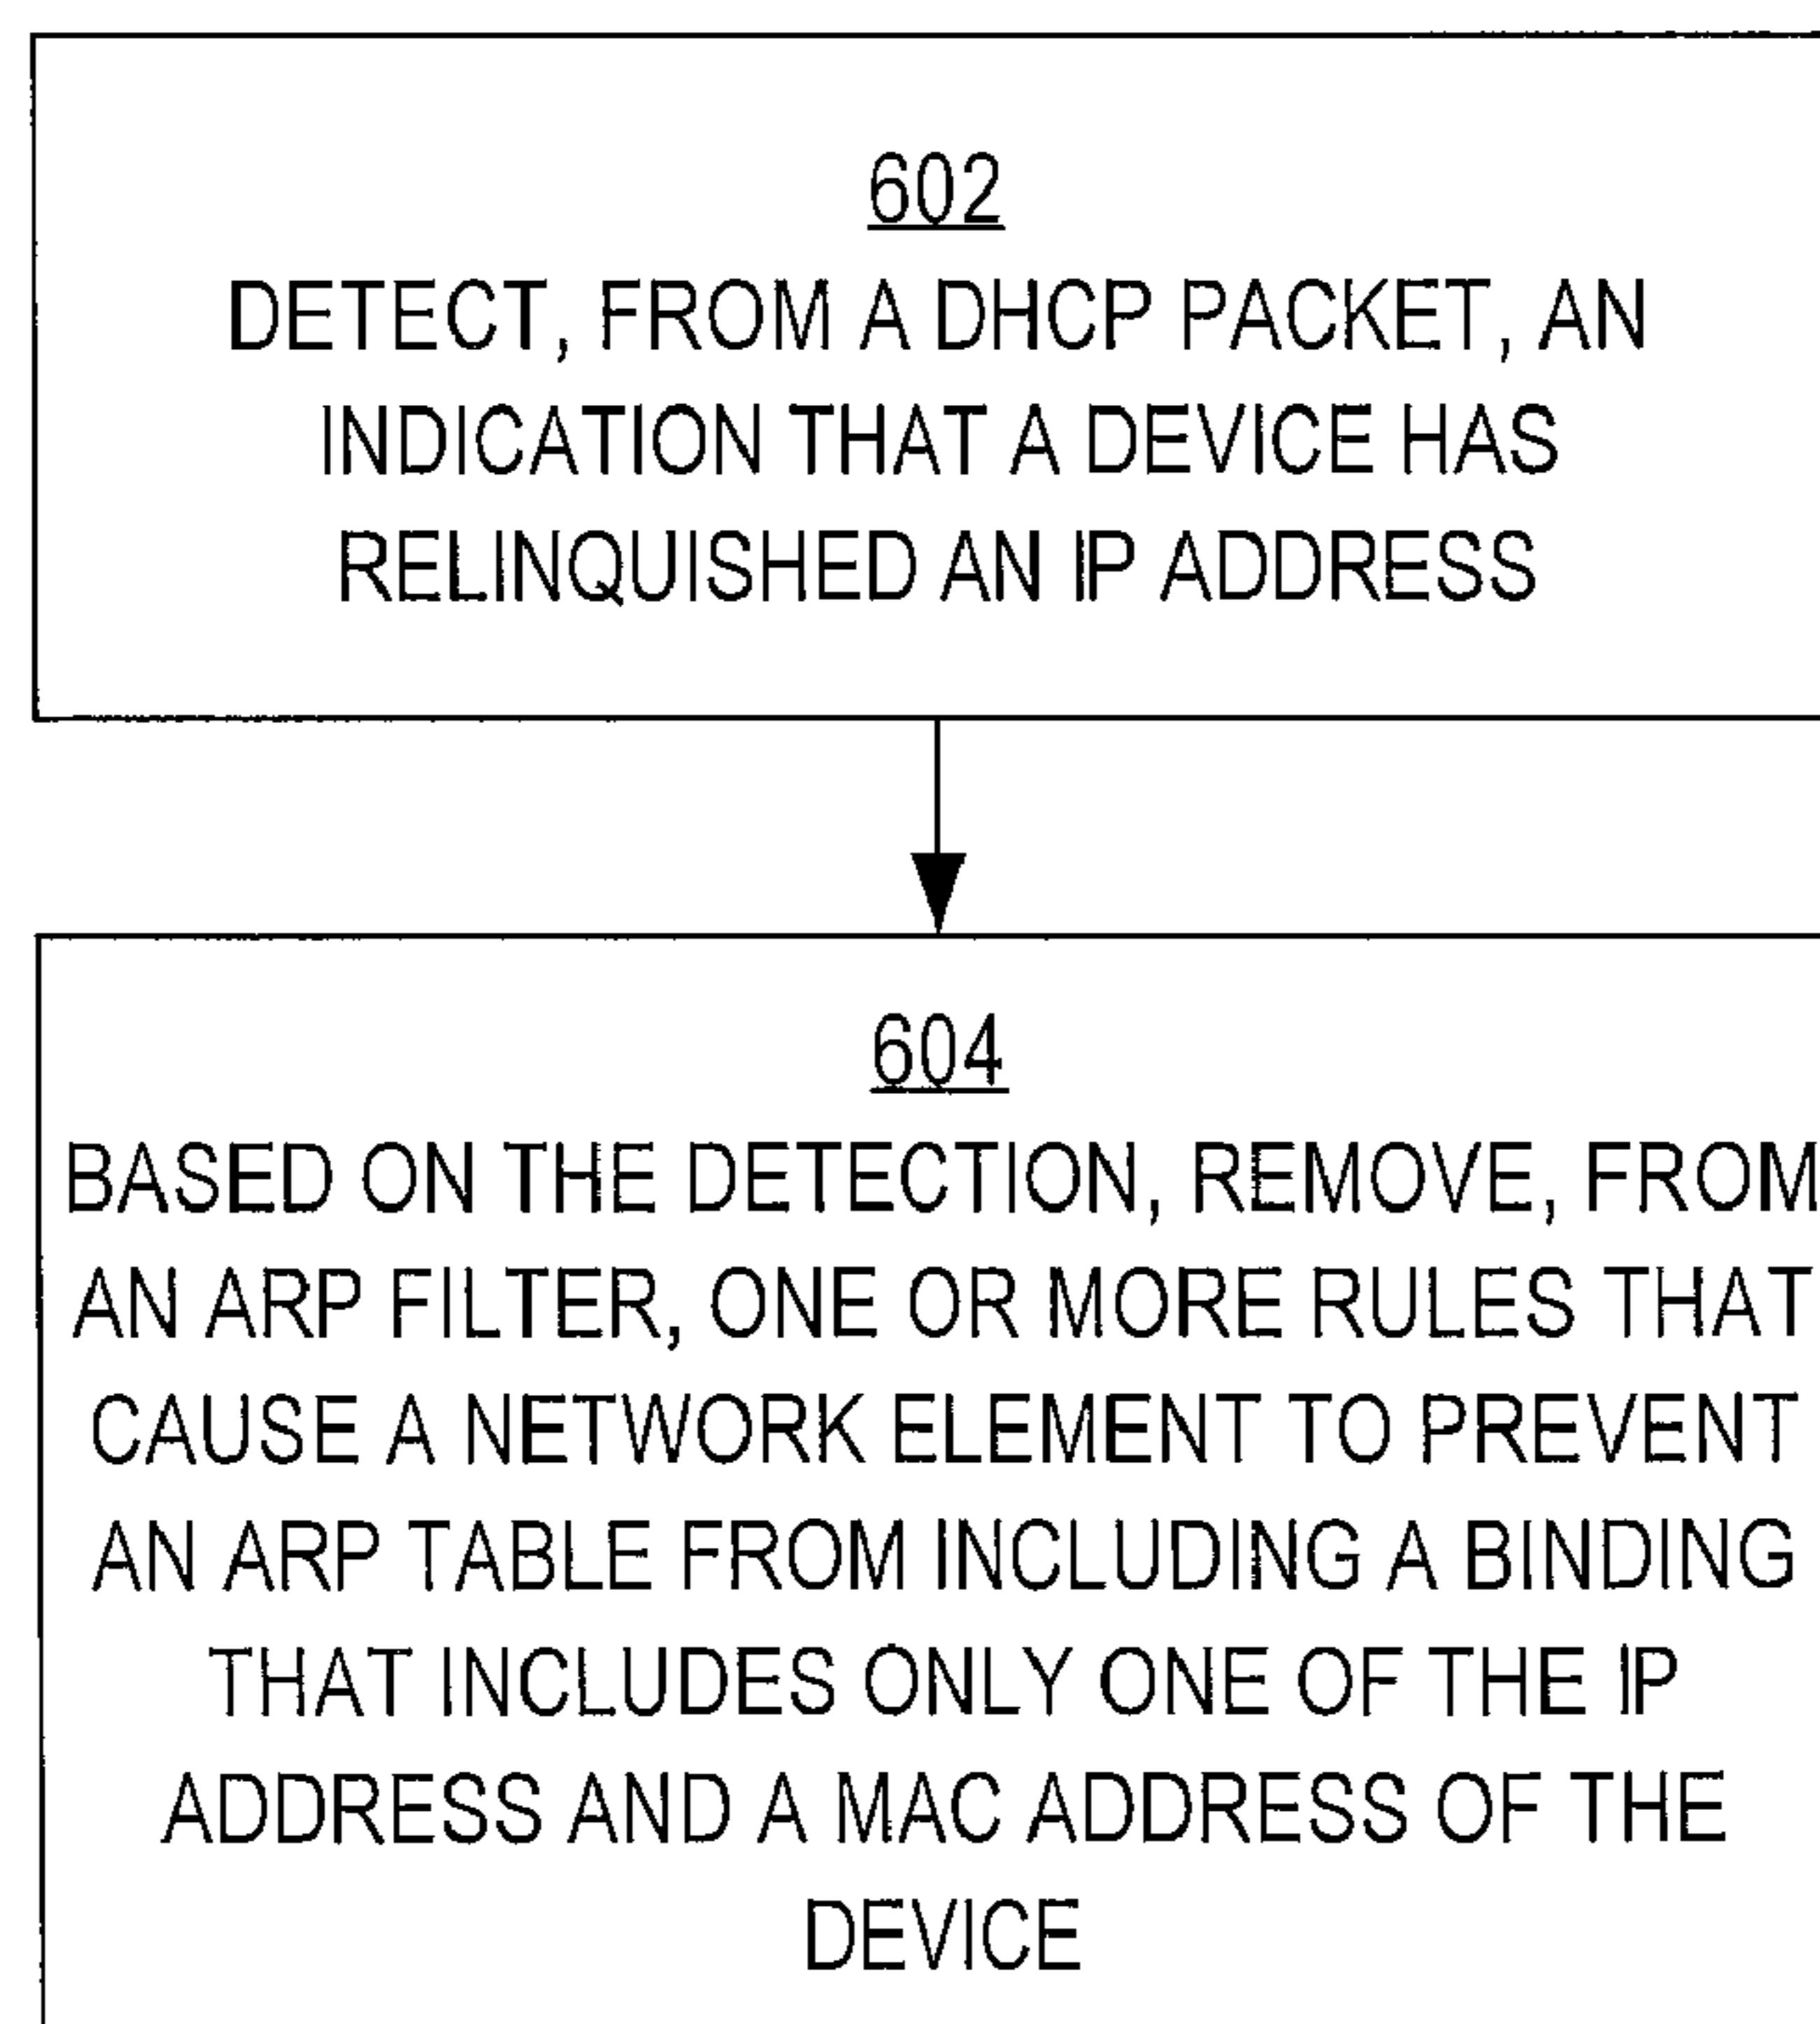 602
DETECT, FROM A DHCP PACKET, AN
INDICATION THAT A DEVICE HAS
RELINQUISHED AN IP ADDRESS
604
BASED ON THE DETECTION, REMOVE, FROM
AN ARP FILTER, ONE OR MORE RULES THAT
CAUSE A NETWORK ELEMENT TO PREVENT
AN ARP TABLE FROM INCLUDING A BINDING
THAT INCLUDES ONLY ONE OF THE IP
ADDRESS AND A MAC ADDRESS OF THE
DEVICE